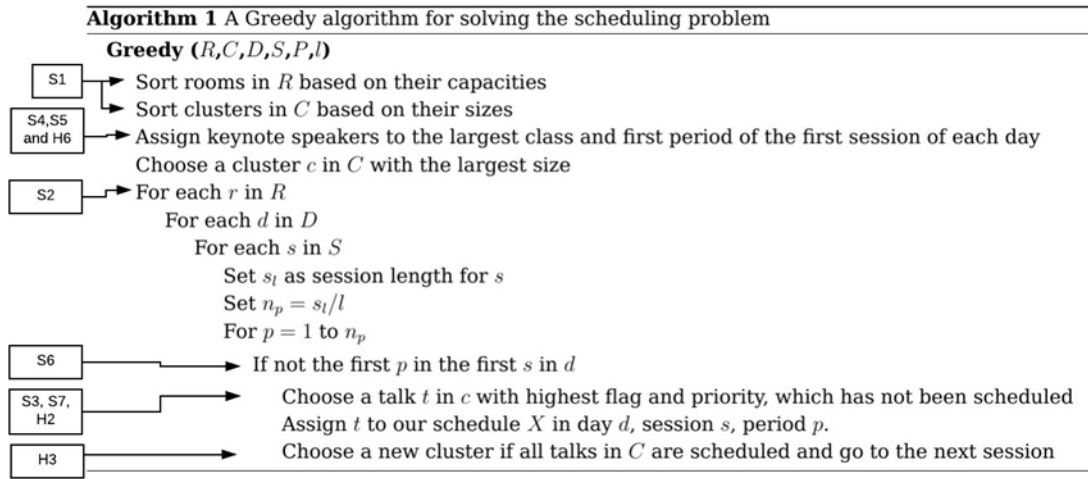 Algorithm 1 A Greedy algorithm for solving the scheduling problem
Greedy (R,C,D,S,P,l)
S1
Sort rooms in R based on their capacities
Sort clusters in C based on their sizes
S4,S5
and H6
Assign keynote speakers to the largest class and first period of the first session of each day
Choose a cluster c in C with the largest size
S2
For each r in R
For each d in D
For each s in S
Set s_l as session length for s
Set n_p = s_l/l
For p = 1 to n_p
S6
If not the first p in the first s in d
S3, S7,
H2
Choose a talk t in c with highest flag and priority, which has not been scheduled
Assign t to our schedule X in day d, session s, period p.
H3
Choose a new cluster if all talks in C are scheduled and go to the next session